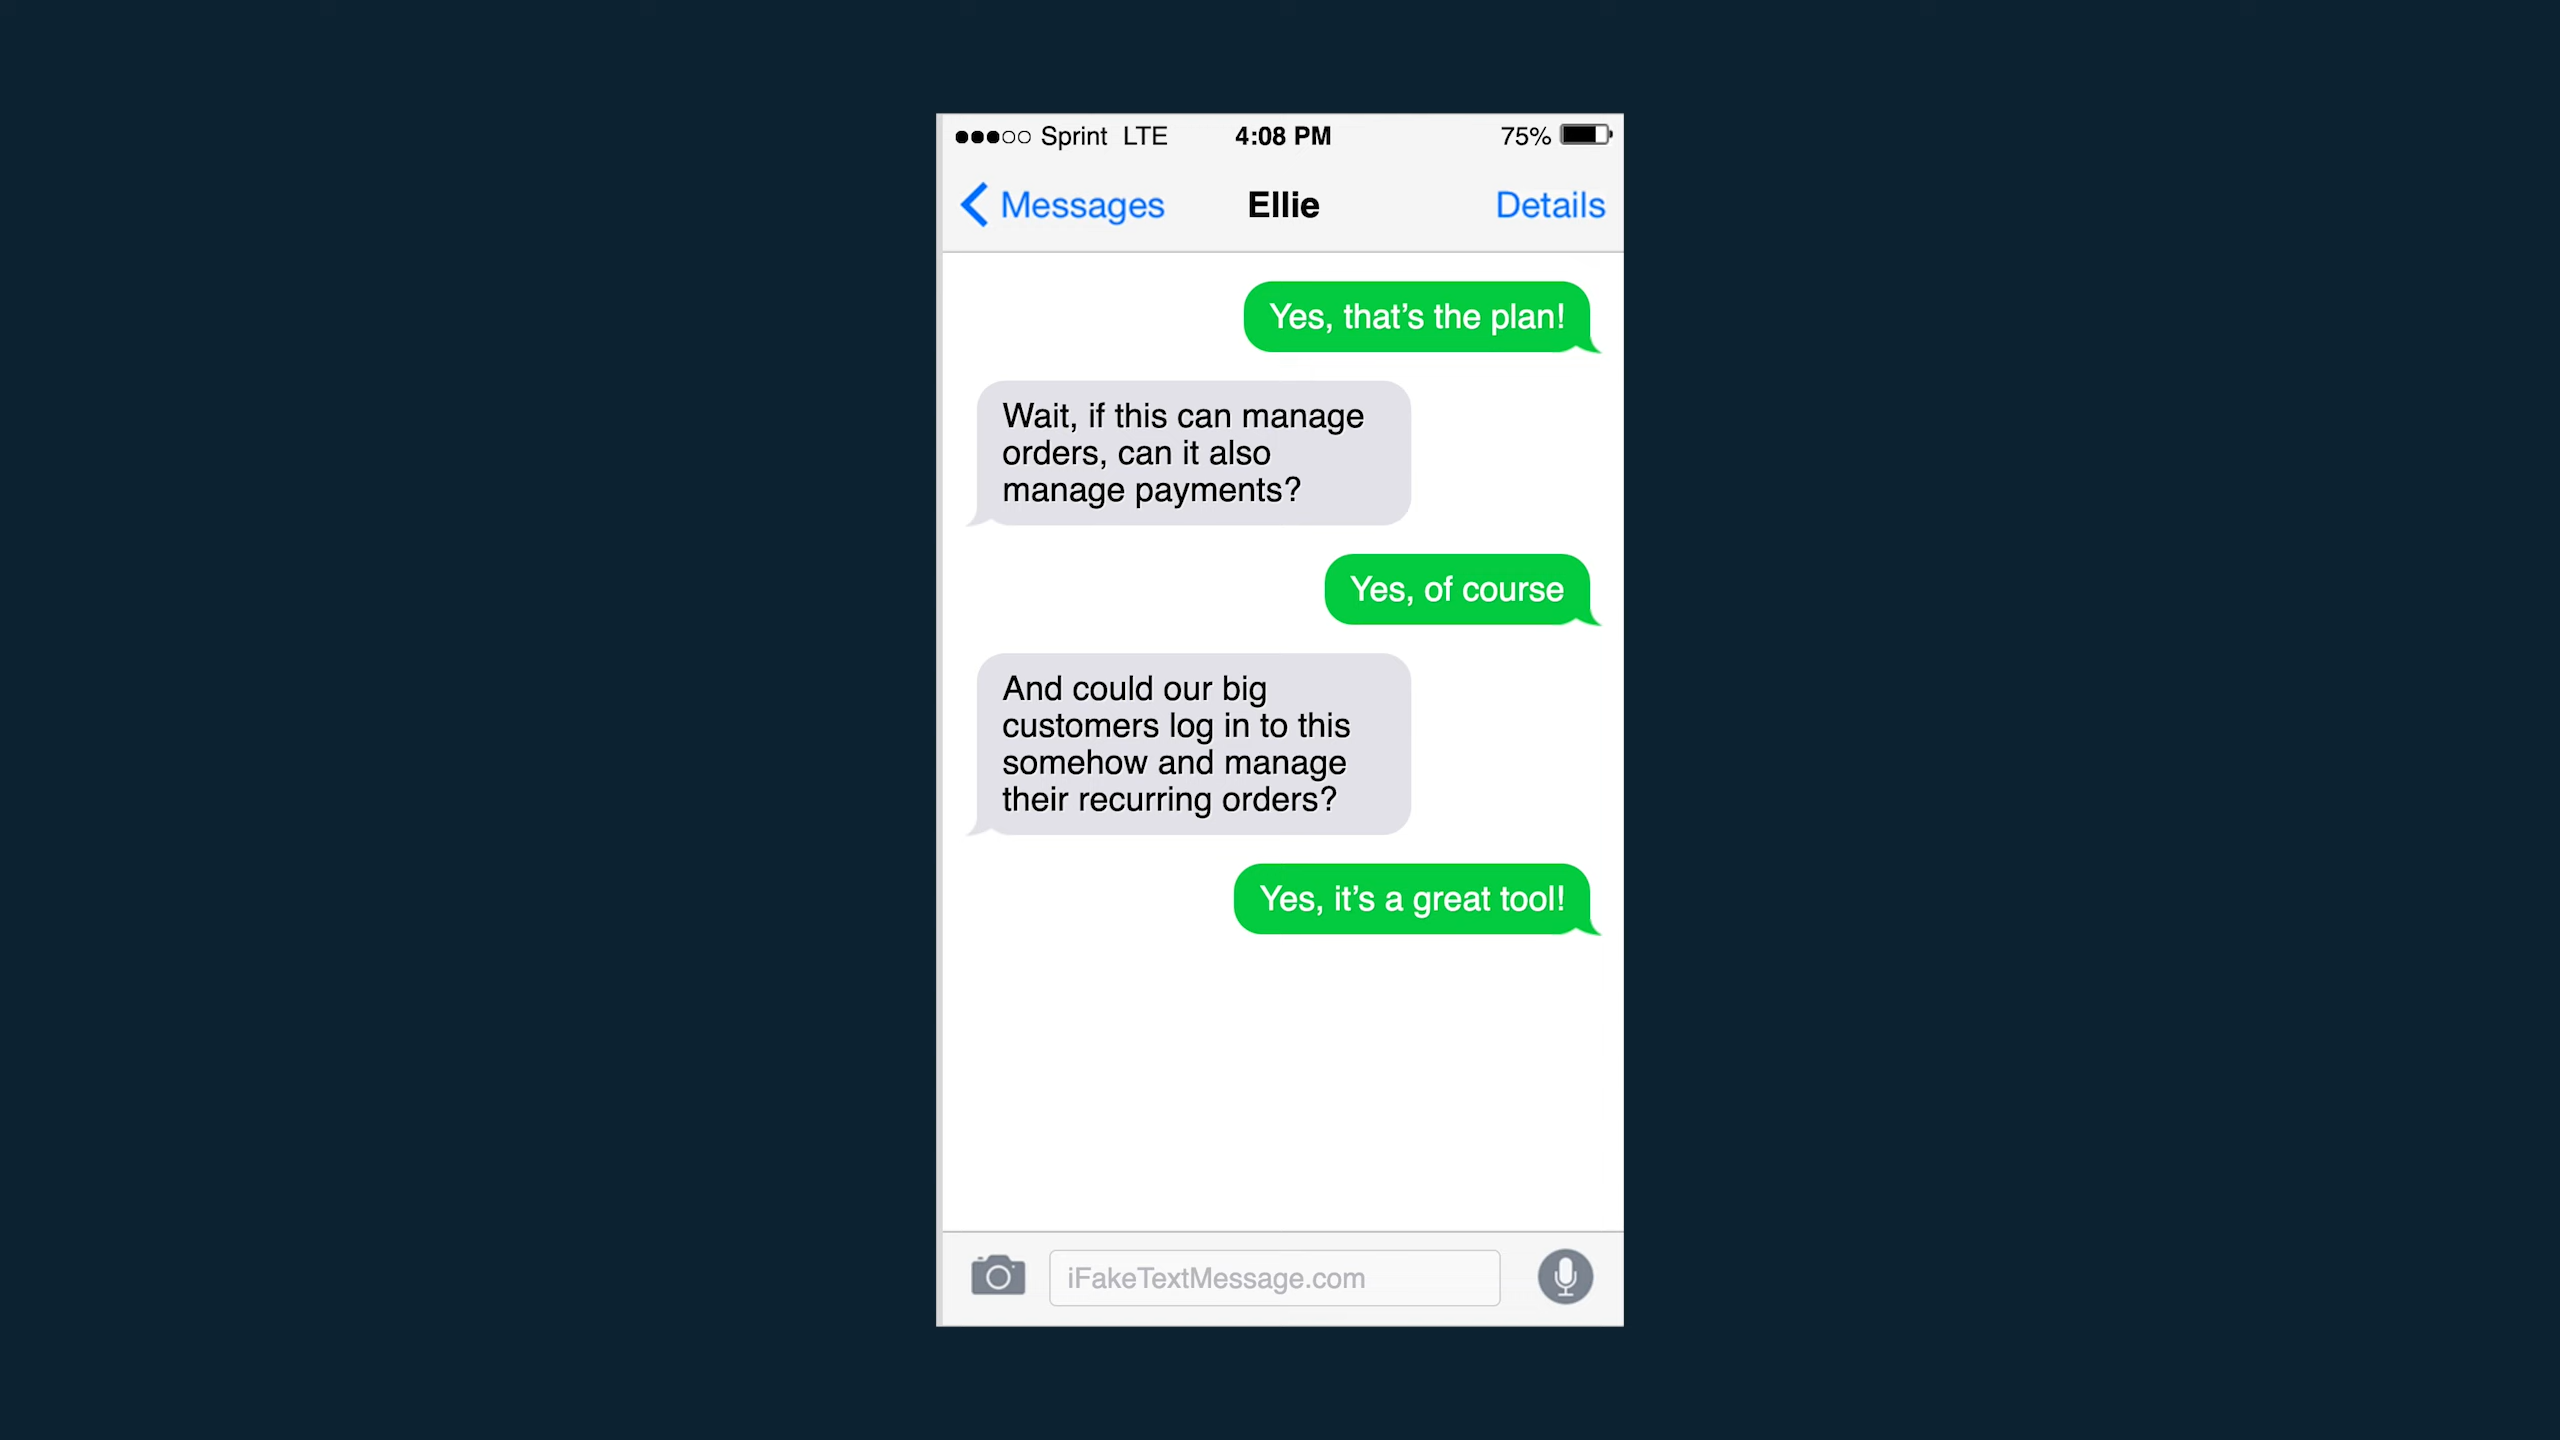 Sprint LTE 4:08 PM 75%
Messages Ellie Details
Yes, that’s the plan!
Wait, if this can manage
orders, can it also
manage payments?
Yes, of course
And could our big
customers log in to this
somehow and manage
their recurring orders?
Yes, it’s a great tool!
iFakeTextMessage.com